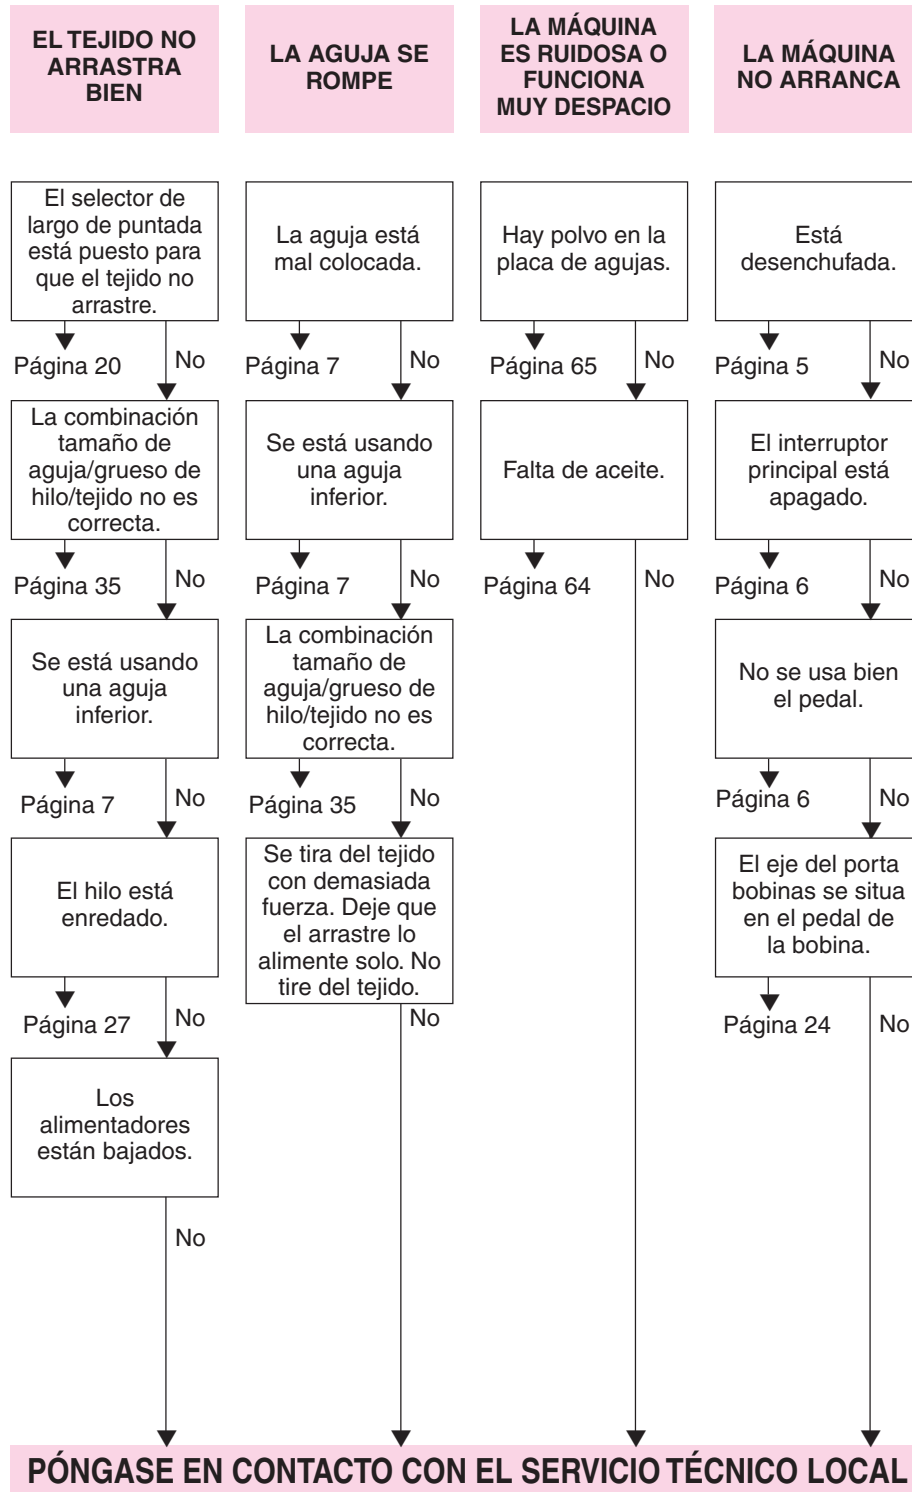 EL TEJIDO NO
ARRASTRA
BIEN
El selector de
largo de puntada
está puesto para
que el tejido no
arrastre.
Página 20
No
La combinación
tamaño de
aguja/grueso de
hilo/tejido no es
correcta.
Página 35
No
Se está usando
una aguja
inferior.
Página 7
No
El hilo está
enredado.
Página 27
No
Los
alimentadores
están bajados.
No
LA AGUJA SE
ROMPE
La aguja está
mal colocada.
Página 7
No
Se está usando
una aguja
inferior.
Página 7
No
La combinación
tamaño de
aguja/grueso de
hilo/tejido no es
correcta.
Página 35
No
Se tira del tejido
con demasiada
fuerza. Deje que
el arrastre lo
alimente solo. No
tire del tejido.
No
LA MÁQUINA
ES RUIDOSA O
FUNCIONA
MUY DESPACIO
Hay polvo en la
placa de agujas.
Página 65
No
Falta de aceite.
Página 64
No
LA MÁQUINA
NO ARRANCA
Está
desenchufada.
Página 5
No
El interruptor
principal está
apagado.
Página 6
No
No se usa bien
el pedal.
Página 6
No
El eje del porta
bobinas se situa
en el pedal de
la bobina.
Página 24
No
PÓNGASE EN CONTACTO CON EL SERVICIO TÉCNICO LOCAL